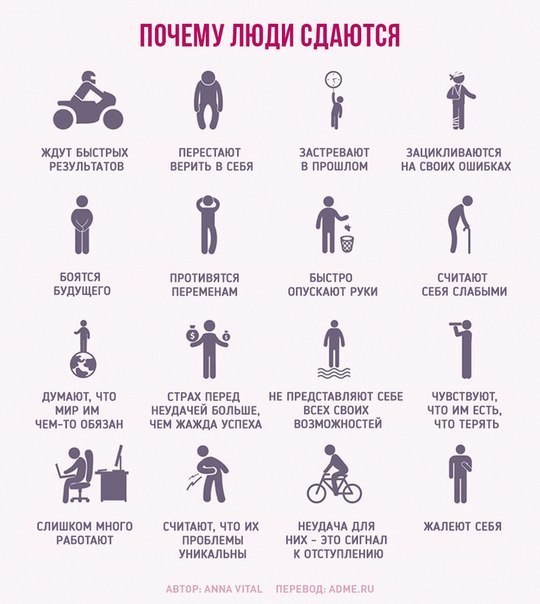 ПОЧЕМУ ЛЮДИ СДАЮТСЯ
ЖДУТ БЫСТРЫХ
РЕЗУЛЬТАТОВ
ПЕРЕСТАЮТ
ВЕРИТЬ В СЕБЯ
ЗАСТРЕВАЮТ
В ПРОШЛОМ
ЗАЦИКЛИВАЮТСЯ
НА СВОИХ ОШИБКАХ
БОЯТСЯ
БУДУЩЕГО
ПРОТИВЯТСЯ
ПЕРЕМЕНАМ
БЫСТРО
ОПУСКАЮТ РУКИ
СЧИТАЮТ
СЕБЯ СЛАБЫМИ
ДУМАЮТ, ЧТО
МИР ИМ
ЧЕМ-ТО ОБЯЗАН
$
$
СТРАХ ПЕРЕД
НЕУДАЧЕЙ БОЛЬШЕ,
ЧЕМ ЖАЖДА УСПЕХА
НЕ ПРЕДСТАВЛЯЮТ СЕБЕ
ВСЕХ СВОИХ
ВОЗМОЖНОСТЕЙ
ЧУВСТВУЮТ,
ЧТО ИМ ЕСТЬ,
ЧТО ТЕРЯТЬ
СЛИШКОМ МНОГО
РАБОТАЮТ
СЧИТАЮТ, ЧТО ИХ
ПРОБЛЕМЫ
УНИКАЛЬНЫ
НЕУДАЧА ДЛЯ
НИХ - ЭТО СИГНАЛ
К ОТСТУПЛЕНИЮ
ЖАЛЕЮТ СЕБЯ
АВТОР: ANNA VITAL ПЕРЕВОД: ADME.RU